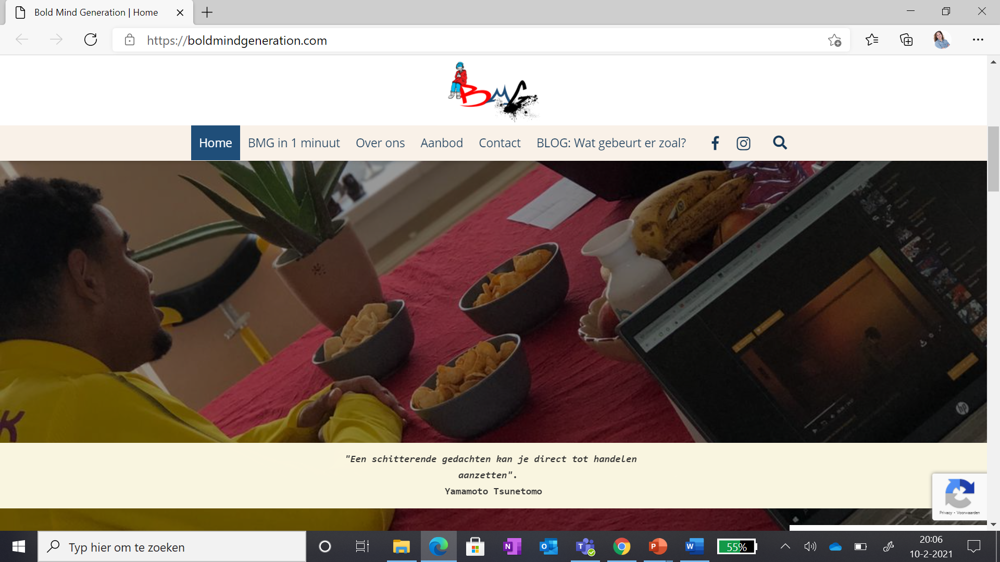 Bold Mind Generation | Home
https://boldmindgeneration.com
BMG
Home
BMG in 1 minuut
Over ons
Aanbod
Contact
BLOG: Wat gebeurt er zoal?
hp
"Een schitterende gedachten kan je direct tot handelen
aanzetten".
Yamamoto Tsunetomo
Privacy - Voorwaarden
Typ hier om te zoeken
55%
20:06
10-2-2021